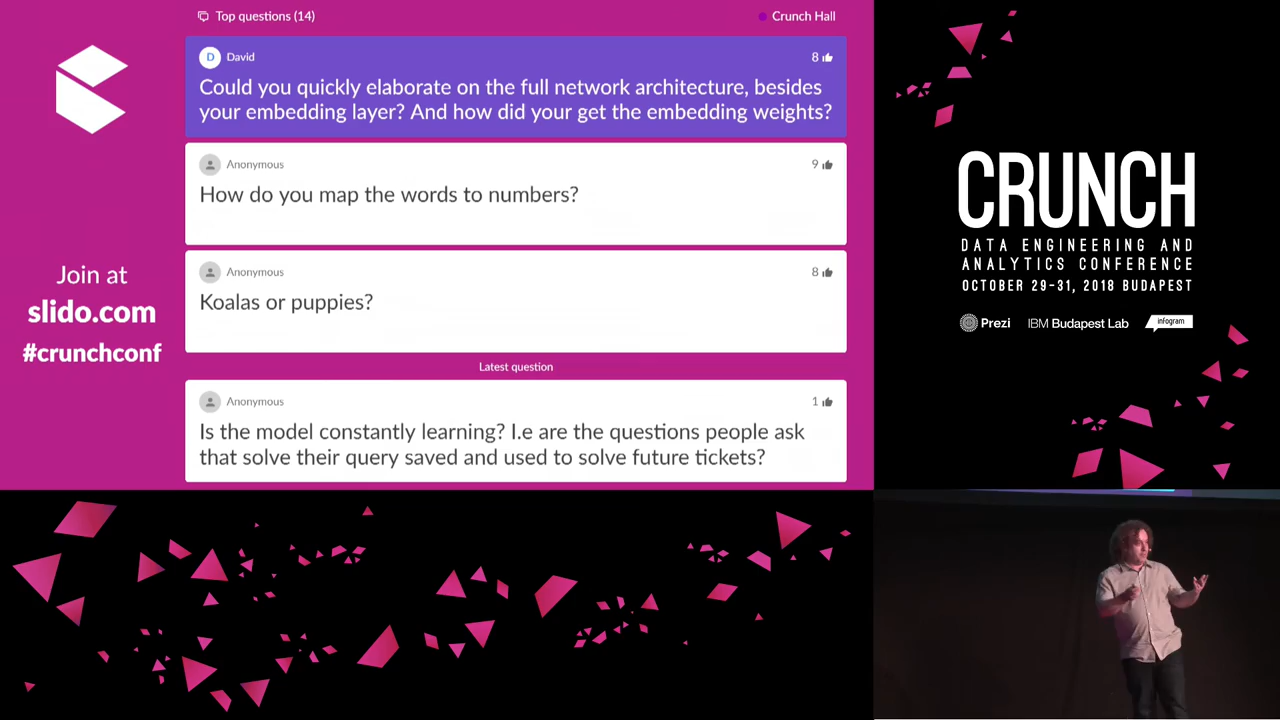 Top questions (14)
Crunch Hall
D
David
8
Could you quickly elaborate on the full network architecture, besides
your embedding layer? And how did your get the embedding weights?
Anonymous
9
How do you map the words to numbers?
Anonymous
8
Koalas or puppies?
Latest question
Anonymous
1
Is the model constantly learning? I.e are the questions people ask
that solve their query saved and used to solve future tickets?
Join at
slido.com
#crunchconf
CRUNCH
DATA ENGINEERING AND
ANALYTICS CONFERENCE
OCTOBER 29-31, 2018 BUDAPEST
Prezi
IBM Budapest Lab
infogram